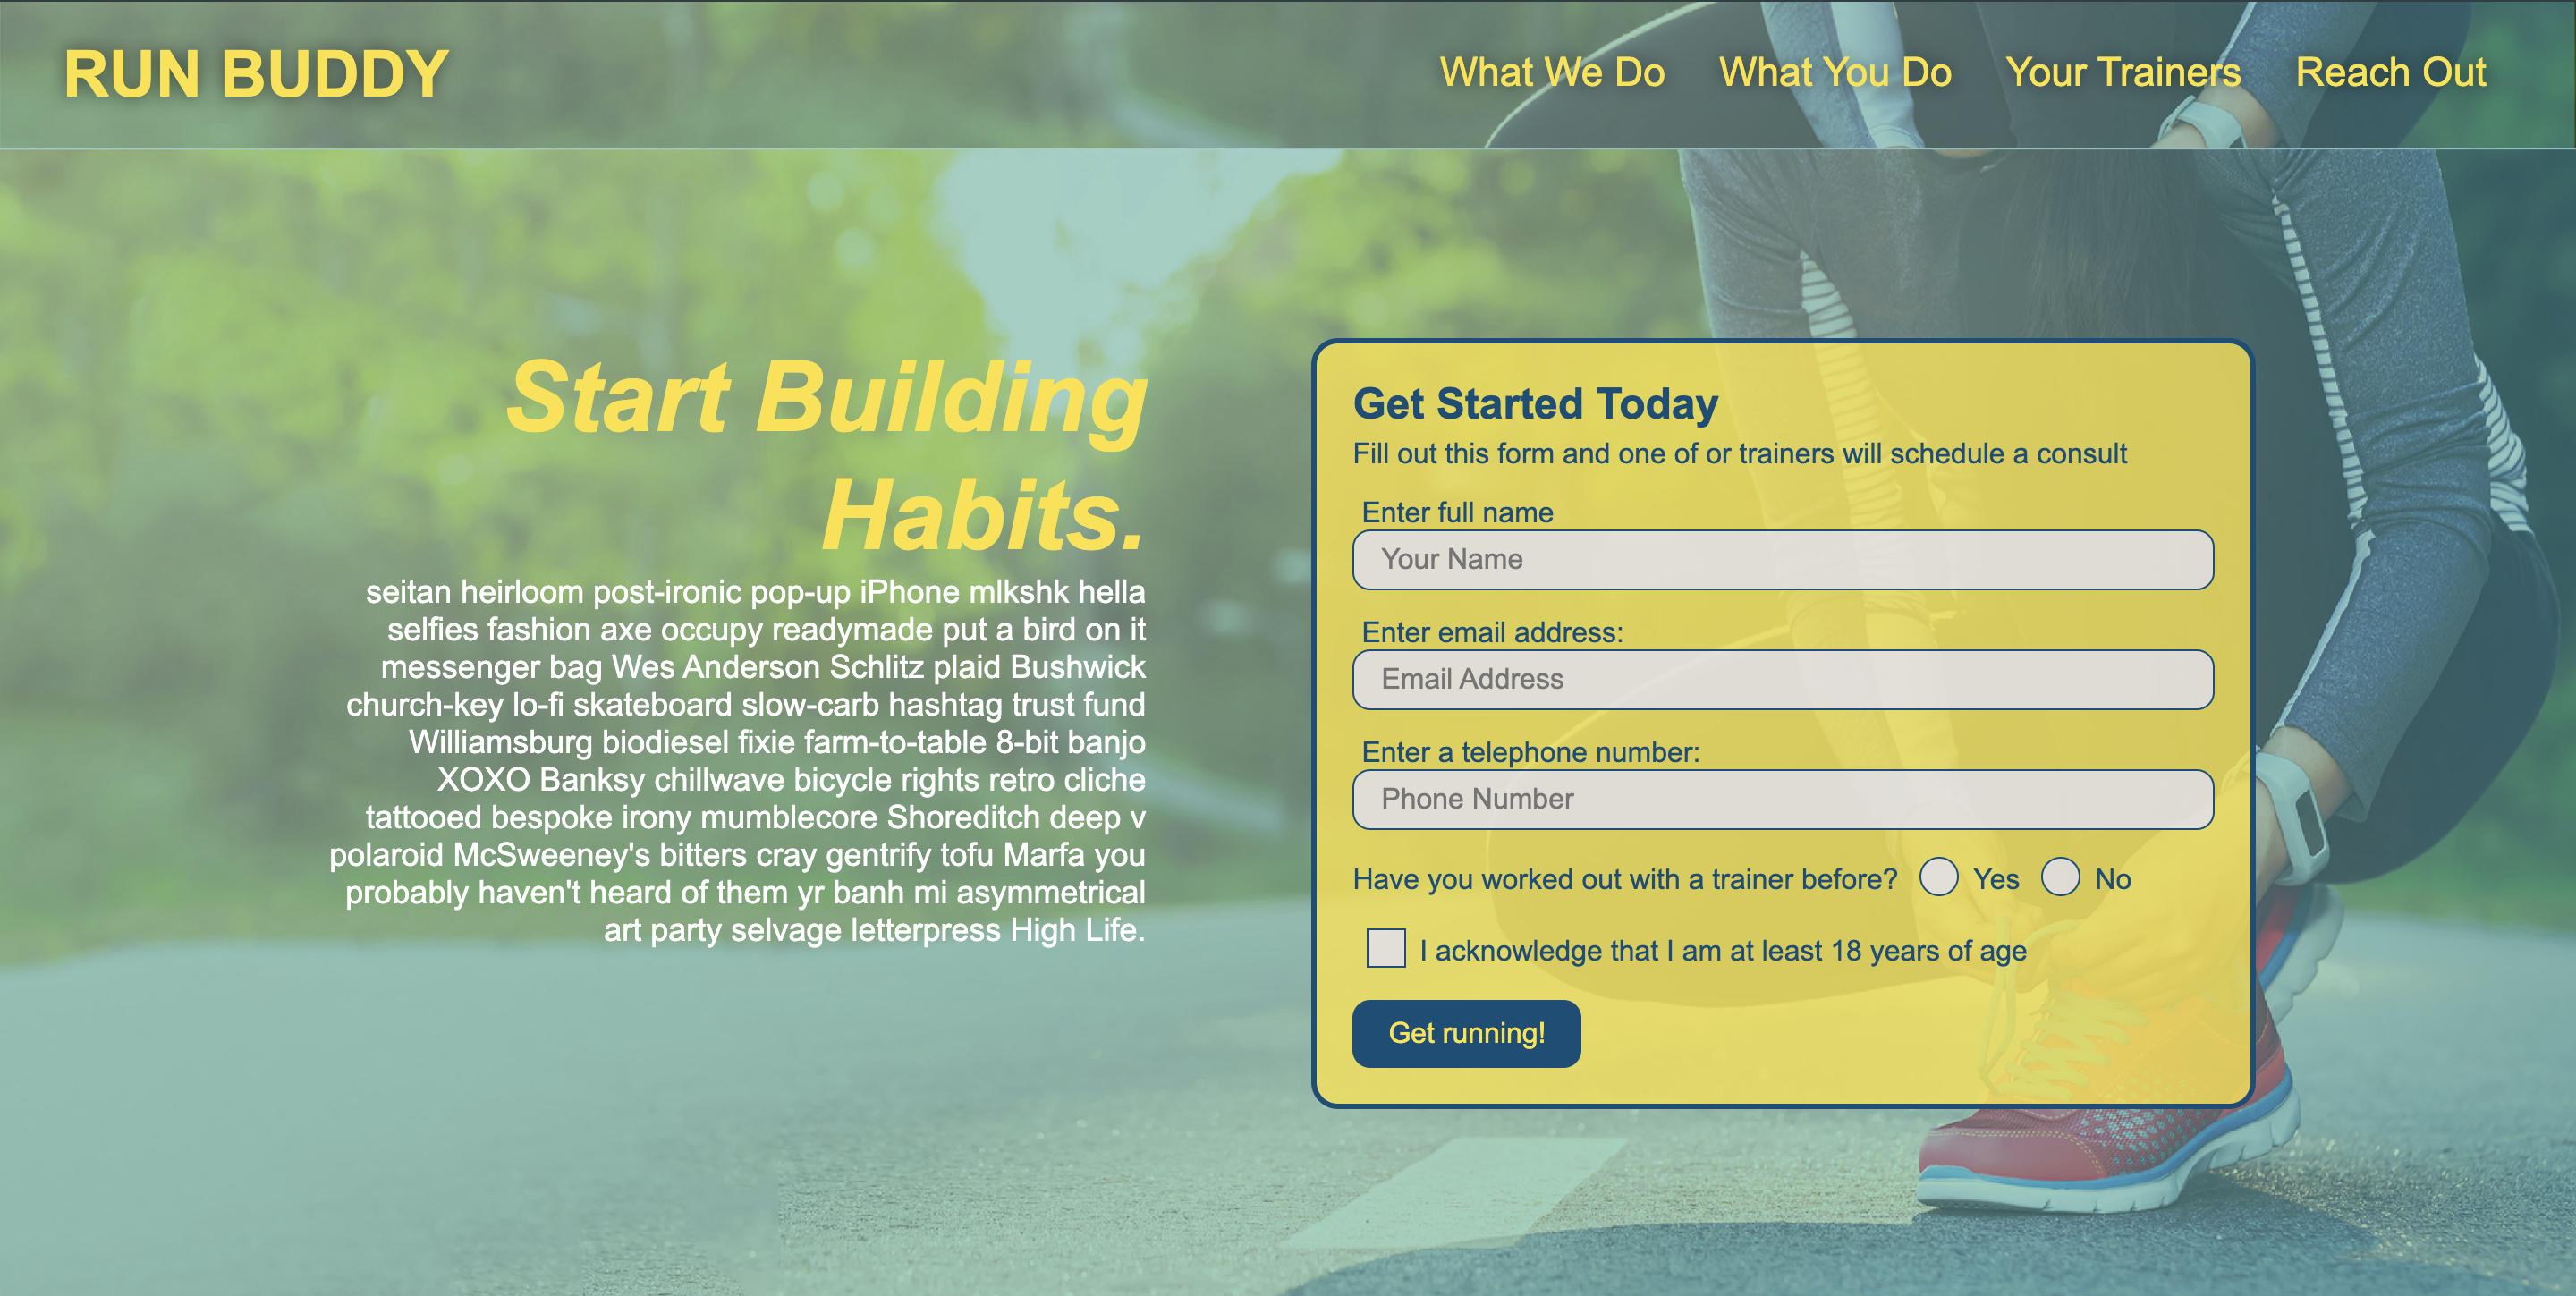 RUN BUDDY
What We Do What You Do Your Trainers Reach Out
Start Building
Habits.
seitan heirloom post-ironic pop-up iPhone mlkshk hella
selfies fashion axe occupy readymade put a bird on it
messenger bag Wes Anderson Schlitz plaid Bushwick
church-key lo-fi skateboard slow-carb hashtag trust fund
Williamsburg biodiesel fixie farm-to-table 8-bit banjo
XOXO Banksy chillwave bicycle rights retro cliche
tattooed bespoke irony mumblecore Shoreditch deep v
polaroid McSweeney's bitters cray gentrify tofu Marfa you
probably haven't heard of them yr banh mi asymmetrical
art party selvage letterpress High Life.
Get Started Today
Fill out this form and one of or trainers will schedule a consult
Enter full name
Your Name
Enter email address:
Email Address
Enter a telephone number:
Phone Number
Have you worked out with a trainer before? Yes No
I acknowledge that I am at least 18 years of age
Get running!